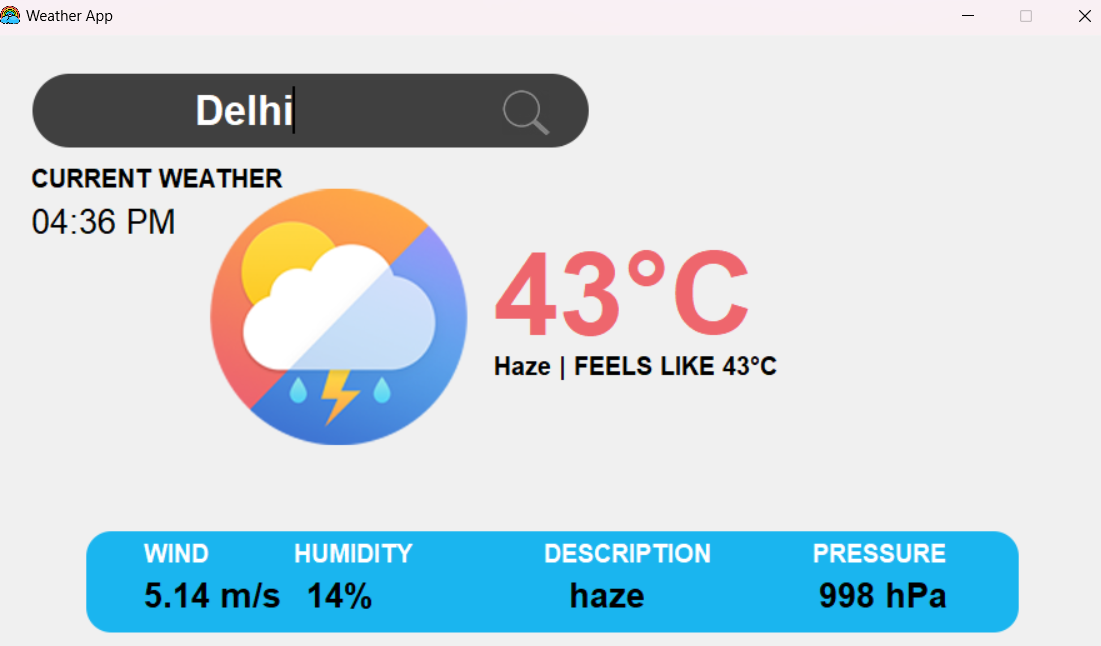 Weather App
Delhi
CURRENT WEATHER
04:36 PM
43°C
Haze | FEELS LIKE 43°C
WIND HUMIDITY DESCRIPTION PRESSURE
5.14 m/s 14% haze 998 hPa